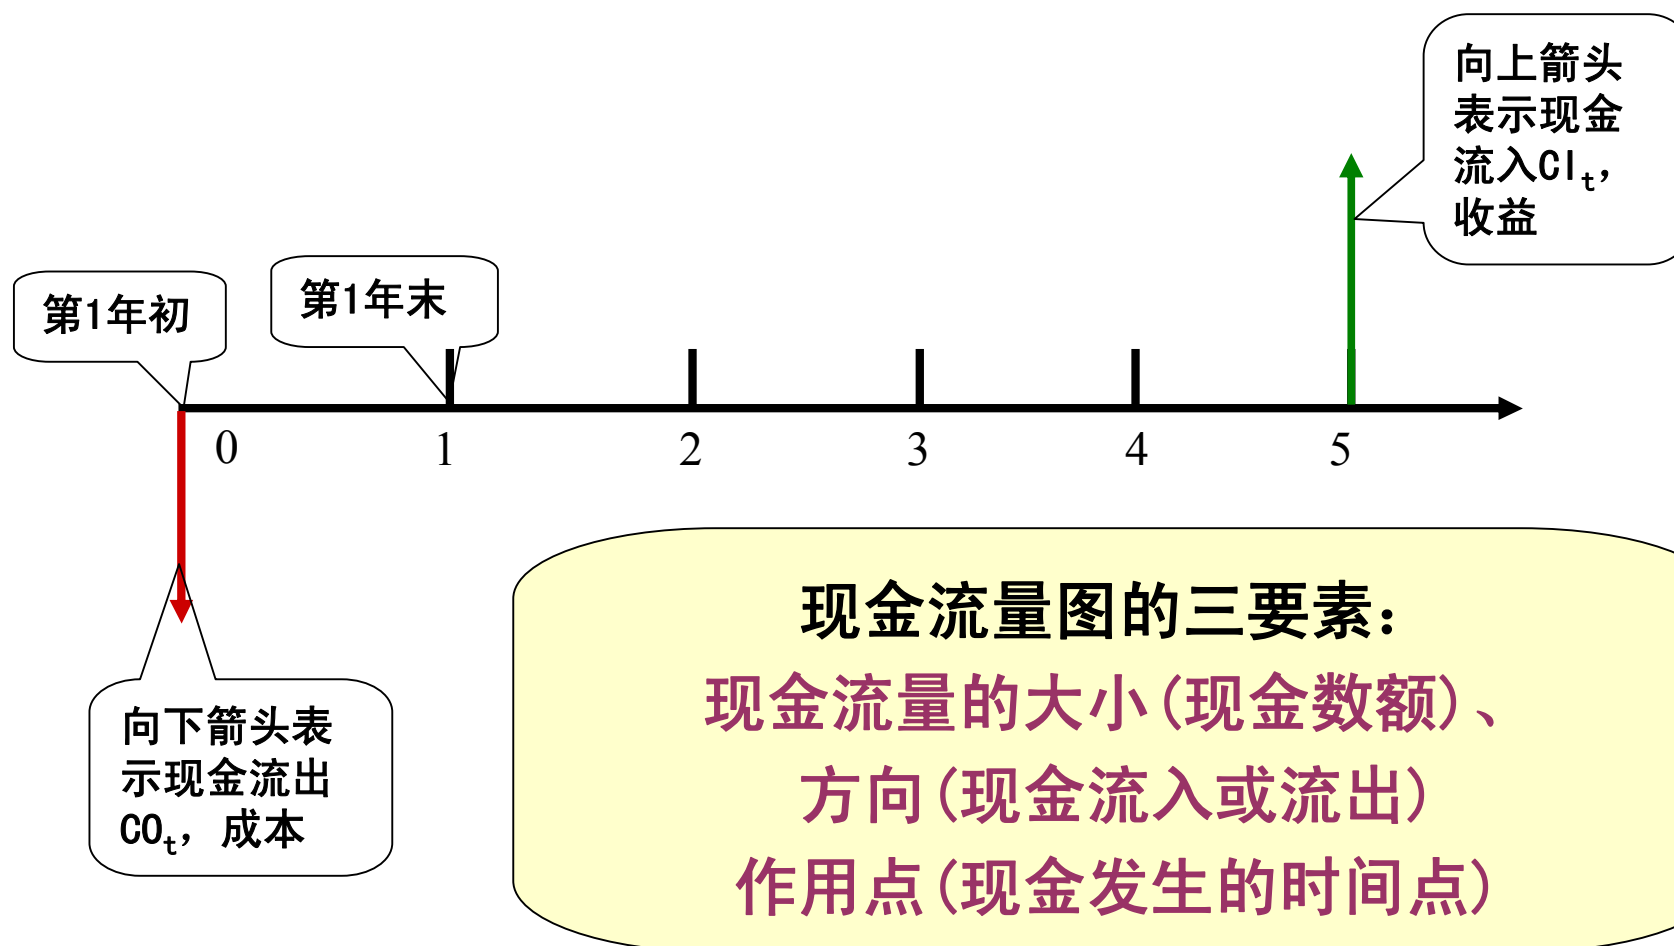 向上箭头
表示现金
流入CIt，
收益
第1年初
第1年末
0
1
2
3
4
5
向下箭头表
示现金流出
COt，成本
现金流量图的三要素：
现金流量的大小(现金数额)、
方向(现金流入或流出)
作用点(现金发生的时间点)